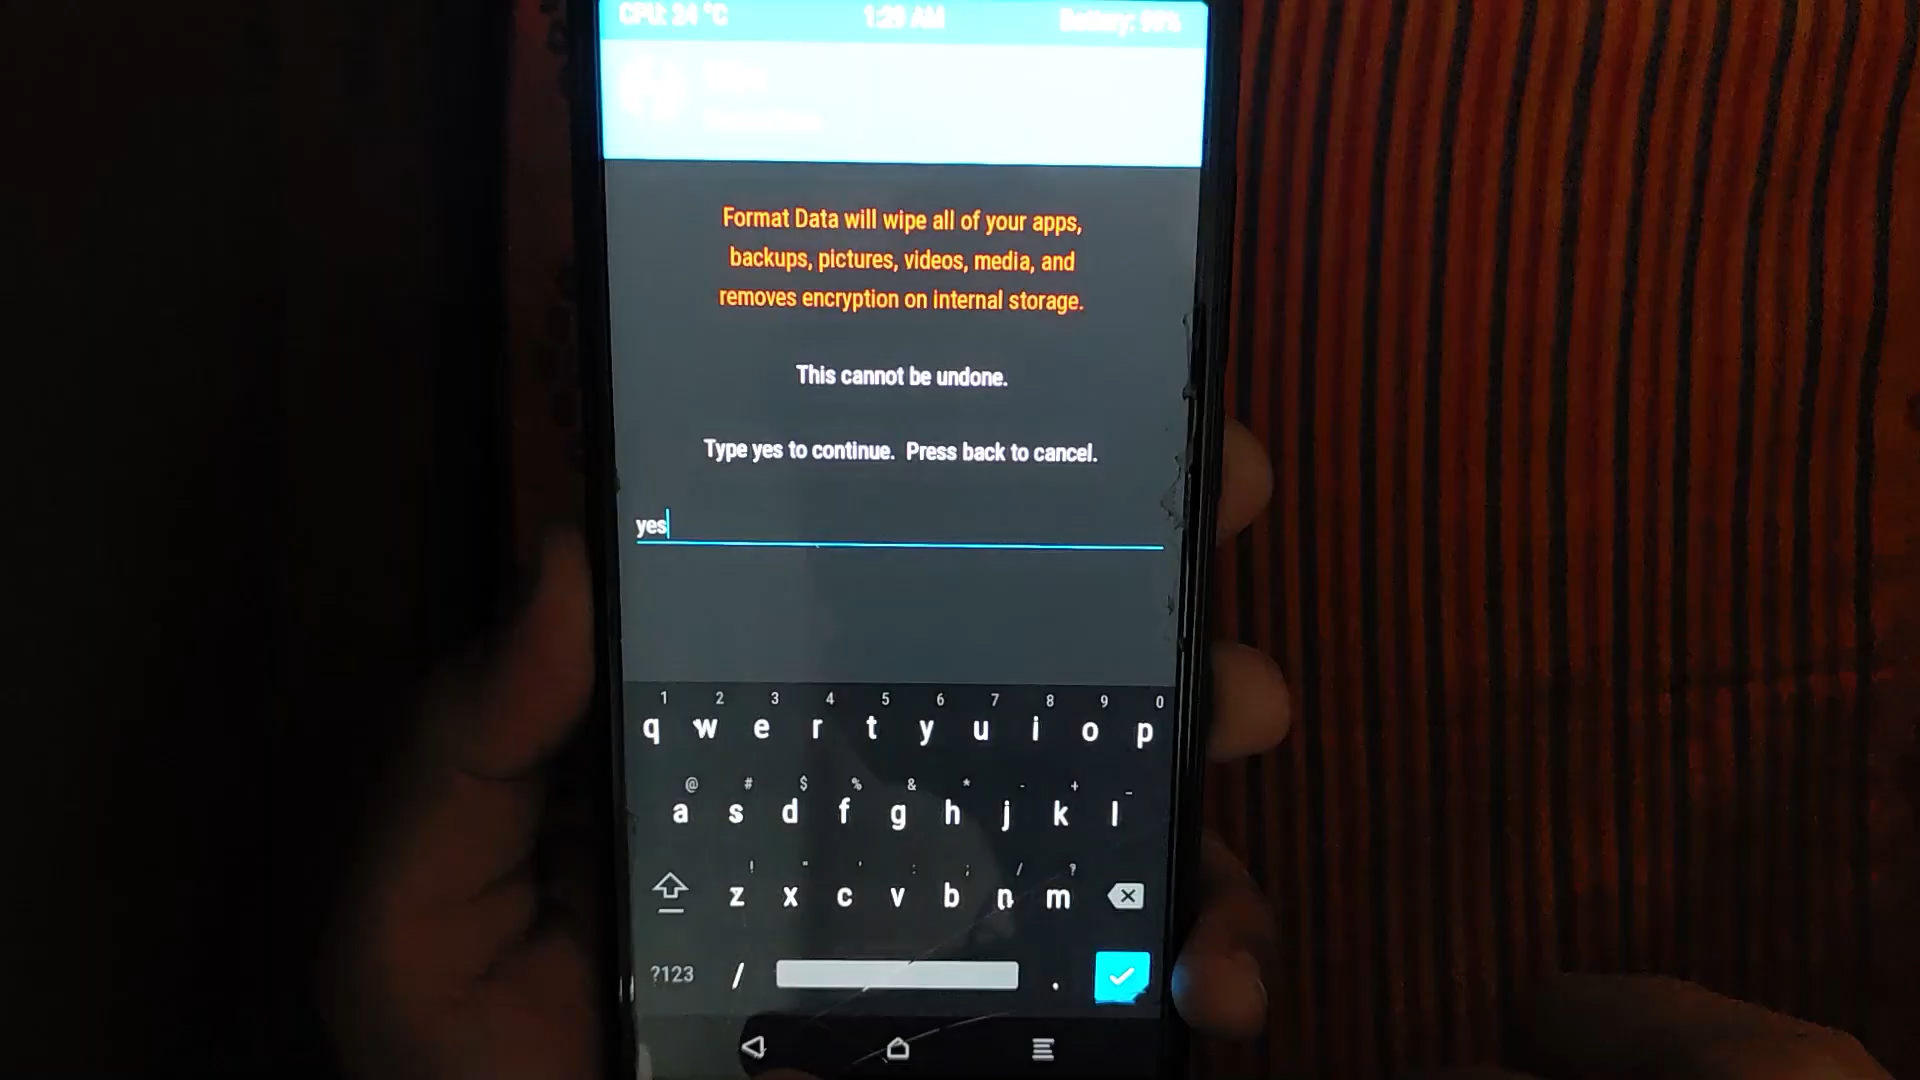 CPU: 34 °C 1:29 AM Battery: 99%
Format Data will wipe all of your apps,
backups, pictures, videos, media, and
removes encryption on internal storage.
This cannot be undone.
Type yes to continue. Press back to cancel.
yes
1 2 3 4 5 6 7 8 9 0
q w e r t y u i o p
@ # $ % & * - + _
a s d f g h j k l
! " ' : ; / ?
z x c v b n m
?123 / .